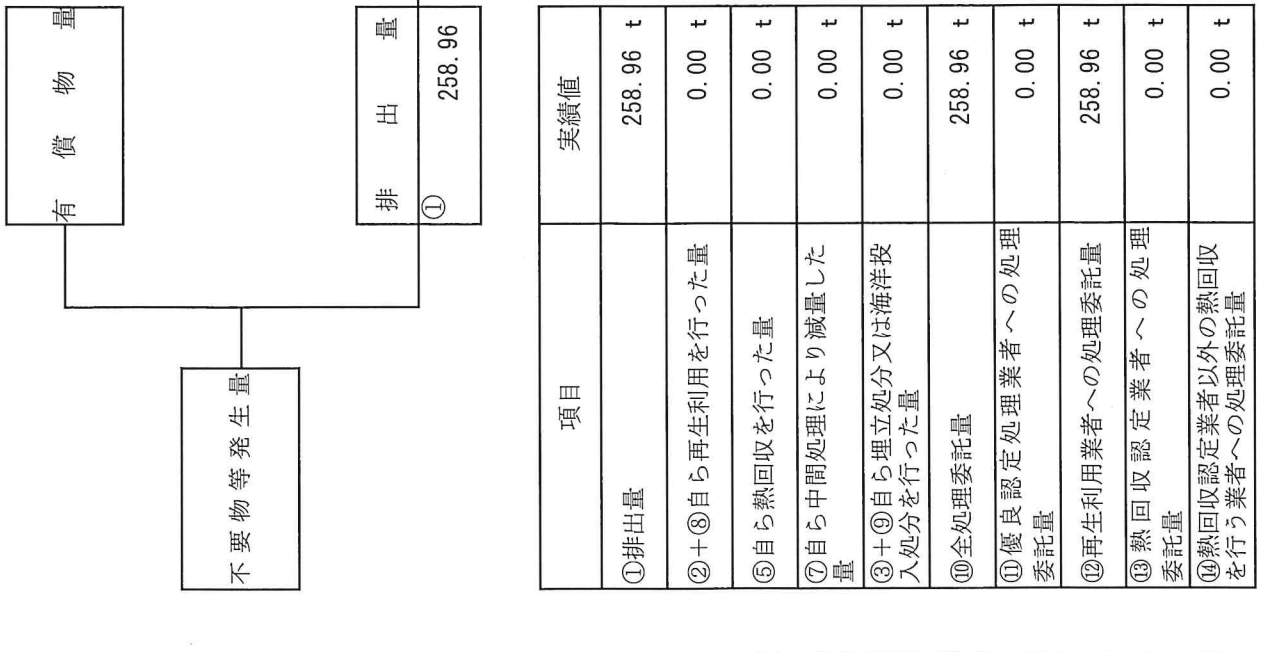 有償物量
排出量
①
258.96
不要物等発生量
項目
実績値
①排出量
258.96 t
②+⑧自ら再生利用を行った量
0.00 t
⑤自ら熱回収を行った量
0.00 t
⑦自ら中間処理により減量した
量
0.00 t
③+⑨自ら埋立処分又は海洋投
入処分を行った量
0.00 t
⑩全処理委託量
258.96 t
⑪優良認定処理業者への処理
委託量
0.00 t
⑫再生利用業者への処理委託量
258.96 t
⑬熱回収認定業者への処理
委託量
0.00 t
⑭熱回収認定業者以外の熱回収
を行う業者への処理委託量
0.00 t